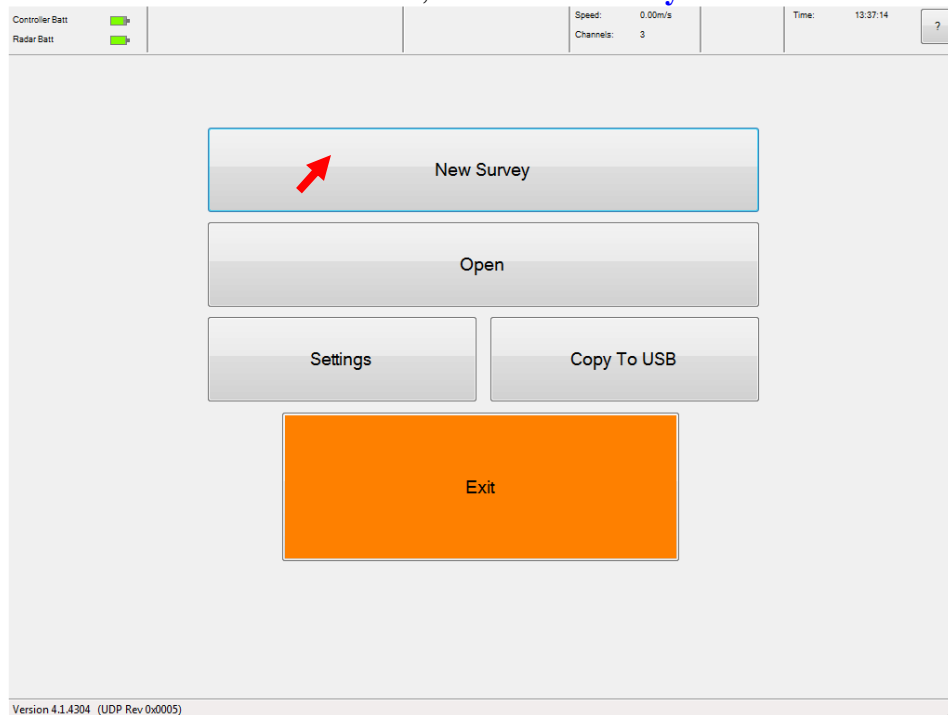 Controller Batt
Radar Batt
Speed: 0.00m/s
Channels: 3
Time: 13:37:14
?
New Survey
Open
Settings
Copy To USB
Exit
Version 4.1.4304 (UDP Rev 0x0005)